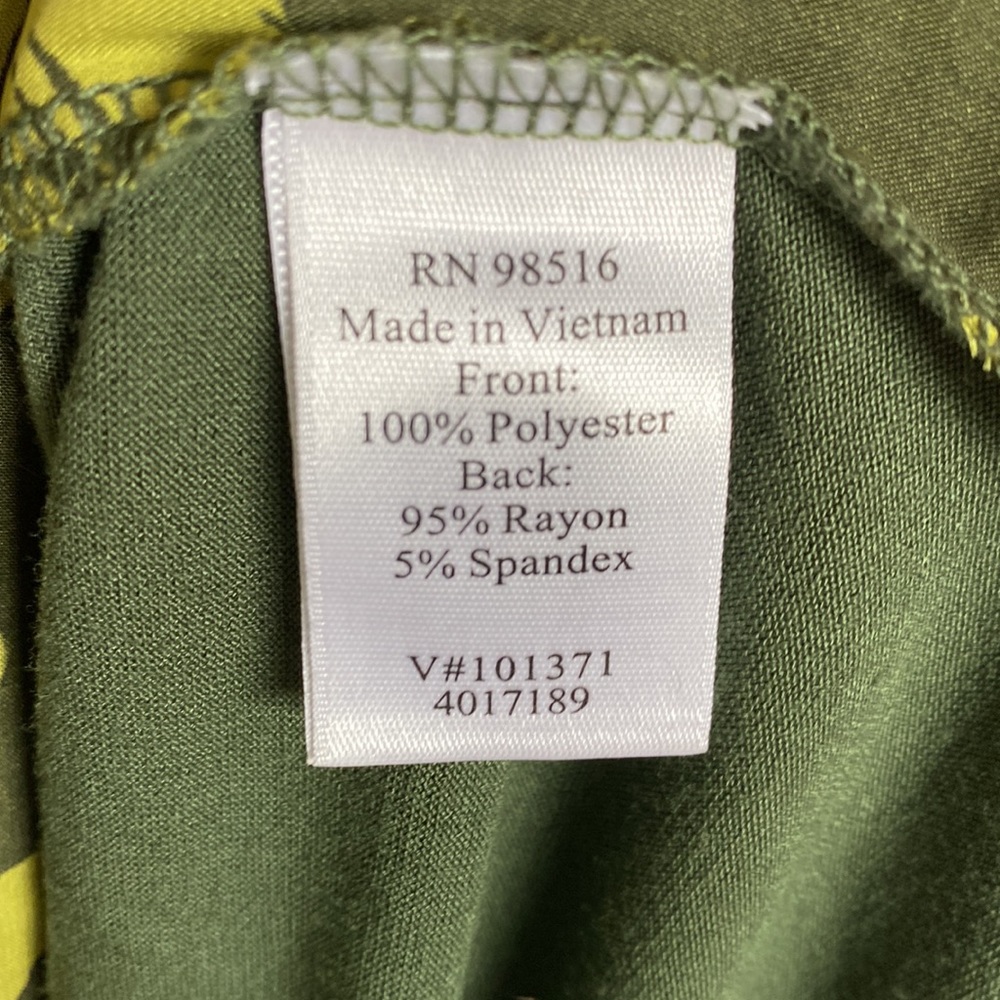 RN 98516
Made in Vietnam
Front:
100% Polyester
Back:
95% Rayon
5% Spandex
V#101371
4017189